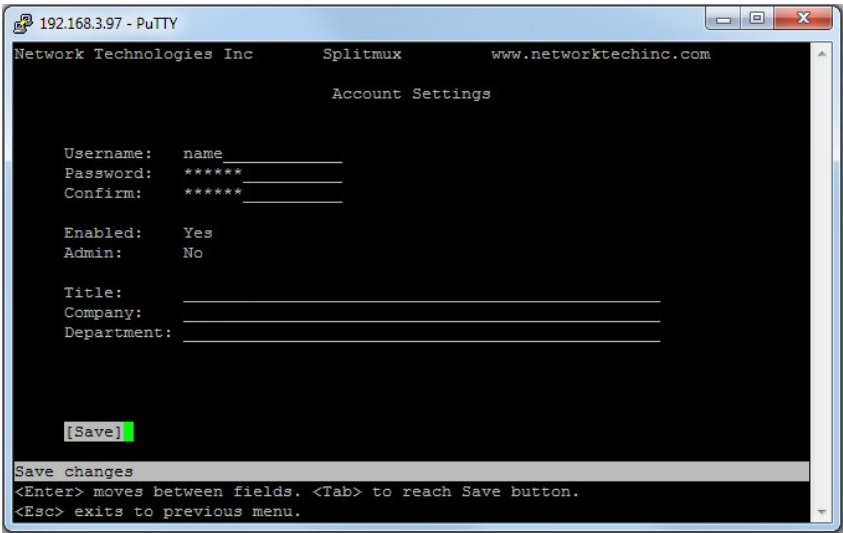 192.168.3.97 - PuTTY
Network Technologies Inc Splitmux www.networktechinc.com
Account Settings
Username: name
Password: ******
Confirm: ******
Enabled: Yes
Admin: No
Title:
Company:
Department:
[Save]
Save changes
<Enter> moves between fields. <Tab> to reach Save button.
<Esc> exits to previous menu.